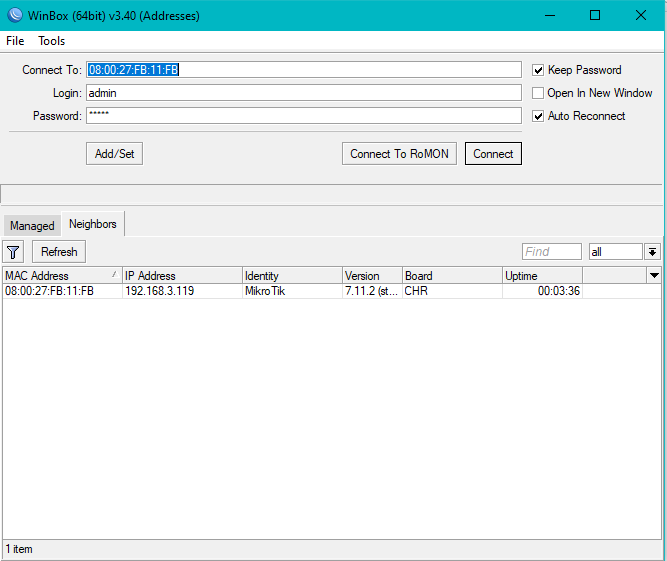 WinBox (64bit) v3.40 (Addresses)
File Tools
Connect To: 08:00:27:FB:11:FB
Keep Password
Login: admin
Open In New Window
Password: *****
Auto Reconnect
Add/Set Connect To RoMON Connect
Managed Neighbors
Refresh Find all
MAC Address IP Address Identity Version Board Uptime
08:00:27:FB:11:FB 192.168.3.119 MikroTik 7.11.2 (st... CHR 00:03:36
1 item